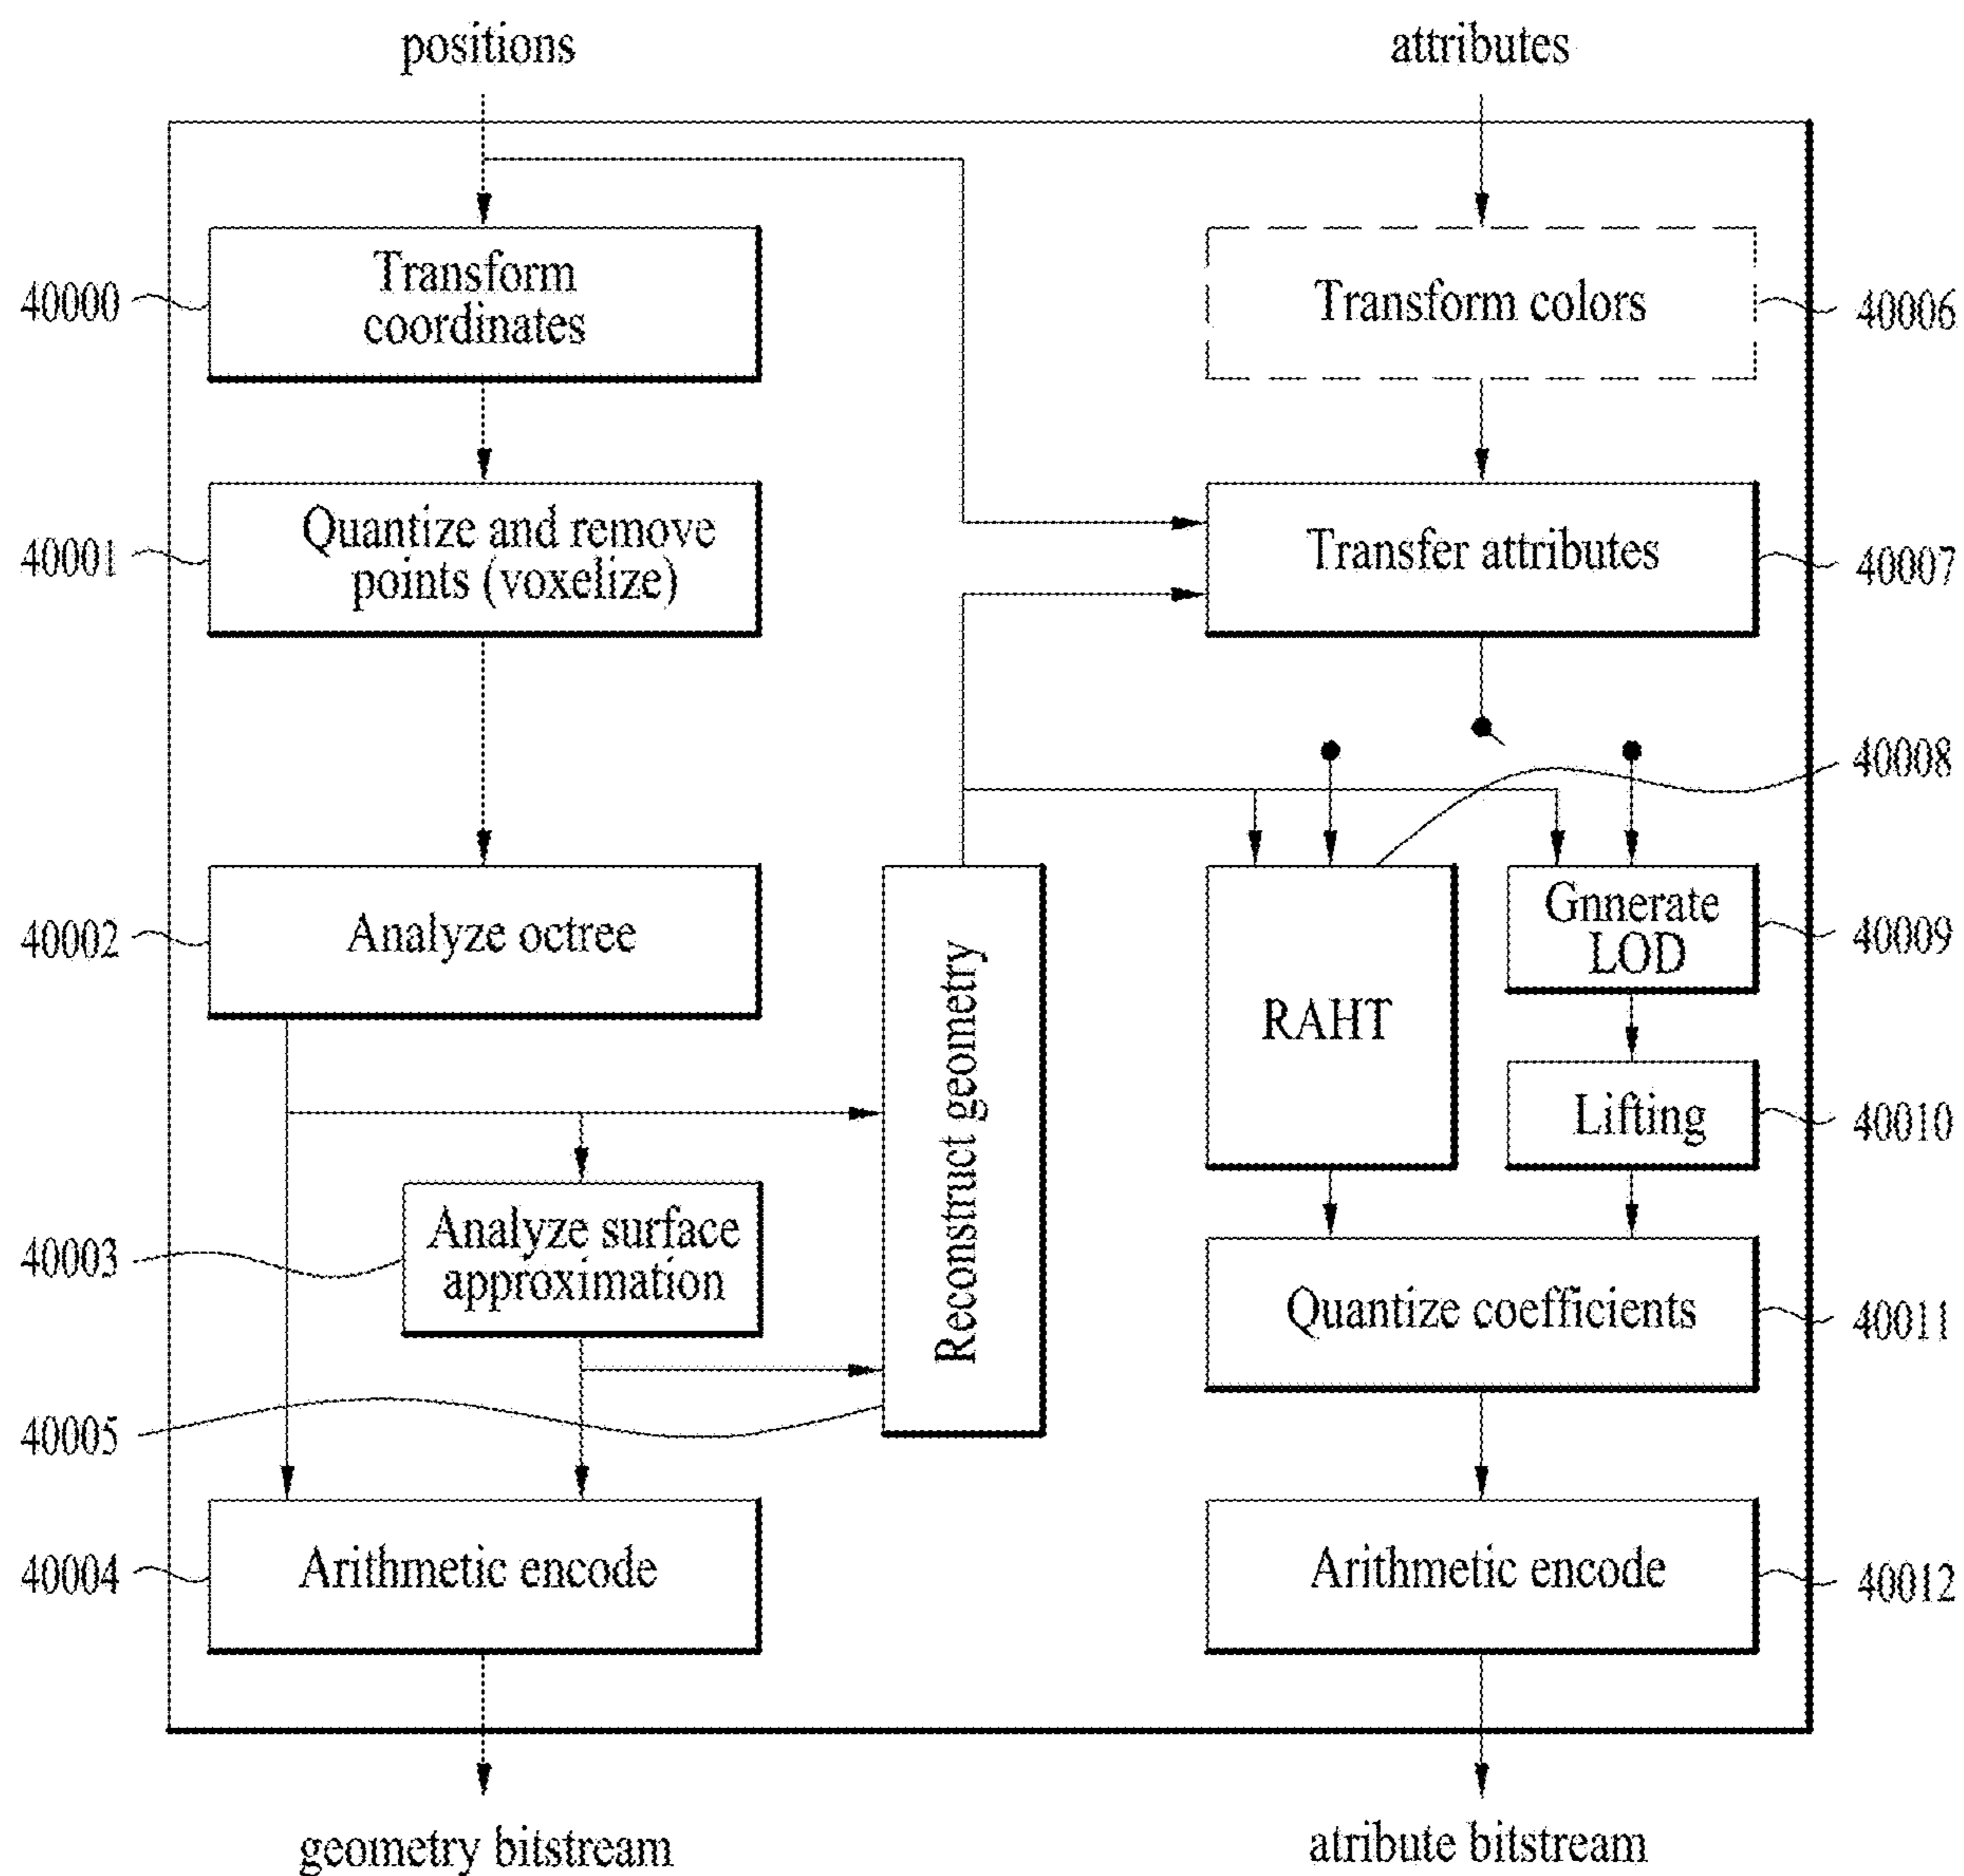 positions
attributes
Transform
coordinates
40000
Transform colors
40006
Quantize and remove
points (voxelize)
40001
Transfer attributes
40007
40008
Analyze octree
40002
Reconstruct geometry
RAHT
Gnnerate
LOD
40009
Lifting
40010
Analyze surface
approximation
40003
Quantize coefficients
40011
40005
Arithmetic encode
40004
Arithmetic encode
40012
geometry bitstream
atribute bitstream